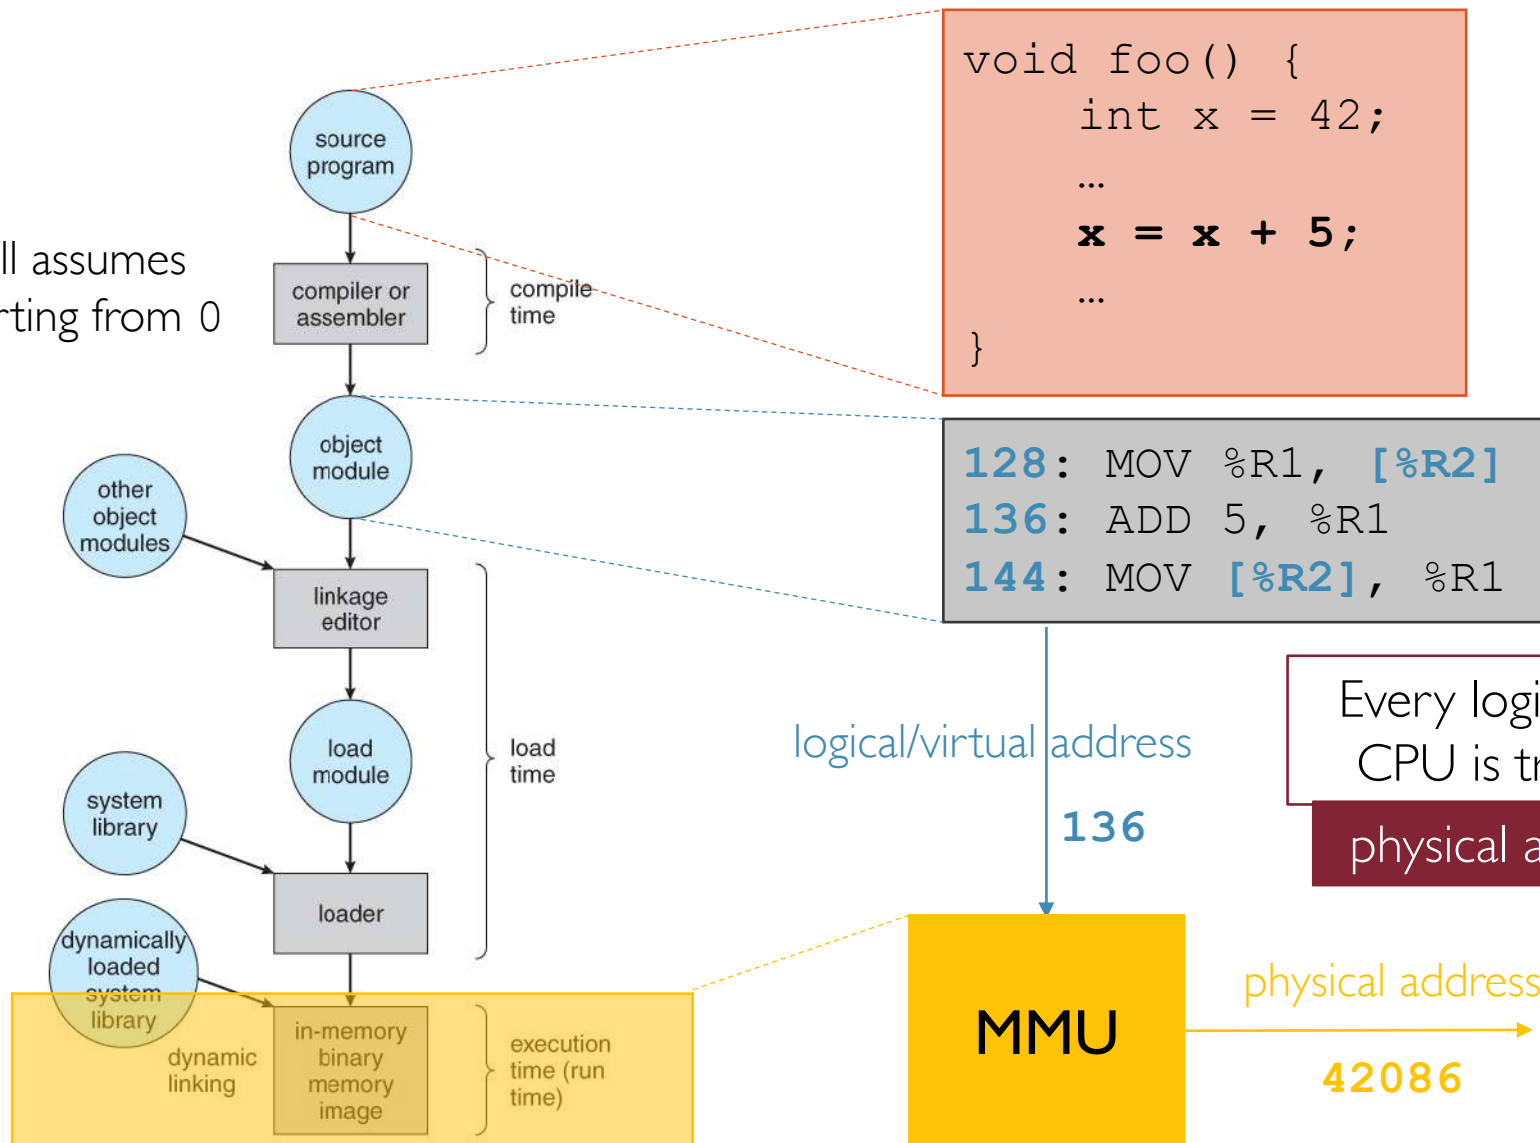 void foo() {
int x = 42;
…
x = x + 5;
…
}
source
program
ll assumes
rting from 0
compiler or
assembler
compile
time
object
module
other
object
modules
128: MOV %R1, [%R2]
136: ADD 5, %R1
144: MOV [%R2], %R1
linkage
editor
load
module
load
time
system
library
loader
logical/virtual address
136
Every logi
CPU is tr
physical a
dynamically
loaded
system
library
dynamic
linking
in-memory
binary
memory
image
execution
time (run
time)
MMU
physical address
42086